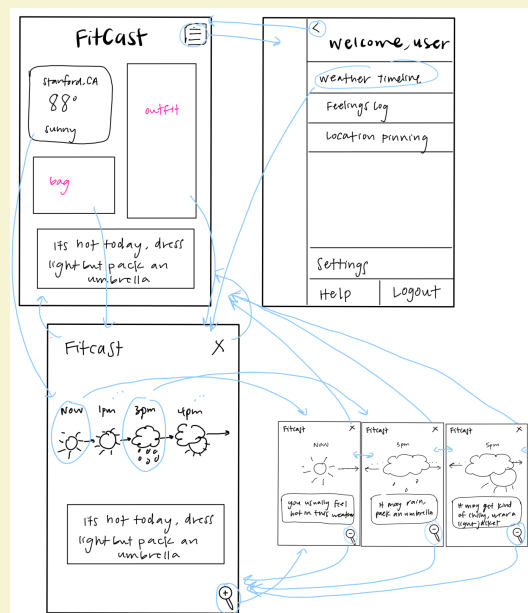 FitCast
Stanford, CA
88°
sunny
outfit
bag
Its hot today, dress
light but pack an
umbrella
<
welcome, user
weather timeline
Feelings log
Location pinning
Settings
Help
Logout
Fitcast
X
Now
1pm
3pm
4pm
Its hot today, dress
light but pack an
umbrella
Fitcast
X
Now
you usually feel
hot in this weather
Fitcast
X
3pm
It may rain,
pack an umbrella
Fitcast
X
5pm
It may get kind
of chilly, wear a
light jacket